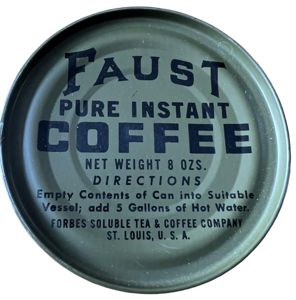 FAUST
PURE INSTANT
COFFEE
NET WEIGHT 8 OZS.
DIRECTIONS
Empty Contents of Can into Suitable
Vessel; add 5 Gallons of Hot Water.
FORBES SOLUBLE TEA & COFFEE COMPANY
ST. LOUIS, U. S. A.